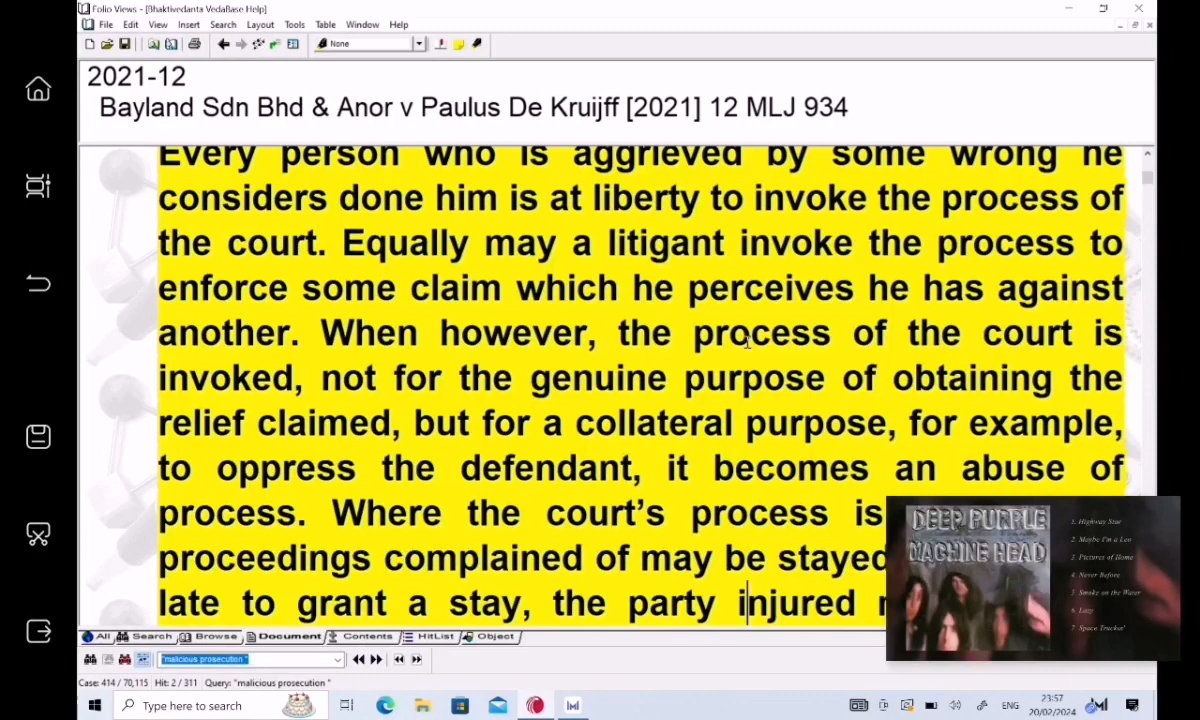 Folio Views - [Bhaktivedanta VedaBase Help]
File Edit View Insert Search Layout Tools Table Window Help
None
2021-12
Bayland Sdn Bhd & Anor v Paulus De Kruijff [2021] 12 MLJ 934
Every person who is aggrieved by some wrong he
considers done him is at liberty to invoke the process of
the court. Equally may a litigant invoke the process to
enforce some claim which he perceives he has against
another. When however, the process of the court is
invoked, not for the genuine purpose of obtaining the
relief claimed, but for a collateral purpose, for example,
to oppress the defendant, it becomes an abuse of
process. Where the court’s process is
proceedings complained of may be stayed
late to grant a stay, the party injured
DEEP PURPLE
MACHINE HEAD
1. Highway Star
2. Maybe I'm a Leo
3. Pictures of Home
4. Never Before
5. Smoke on the Water
6. Lazy
7. Space Truckin'
All Search Browse Document Contents HitList Object
"malicious prosecution "
Case: 414 / 70,115 Hit: 2 / 311 Query: "malicious prosecution "
Type here to search
ENG
23:57
20/02/2024